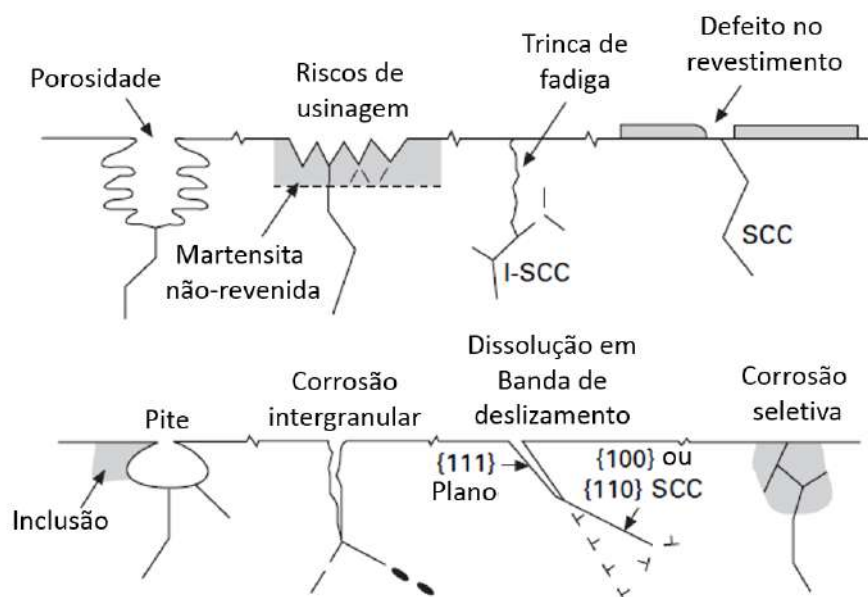 Porosidade
Riscos de
usinagem
Trinca de
fadiga
Defeito no
revestimento
Martensita
não-revenida
I-SCC
SCC
Pite
Inclusão
Corrosão
intergranular
Dissolução em
Banda de
deslizamento
{111}
Plano
{100} ou
{110} SCC
Corrosão
seletiva